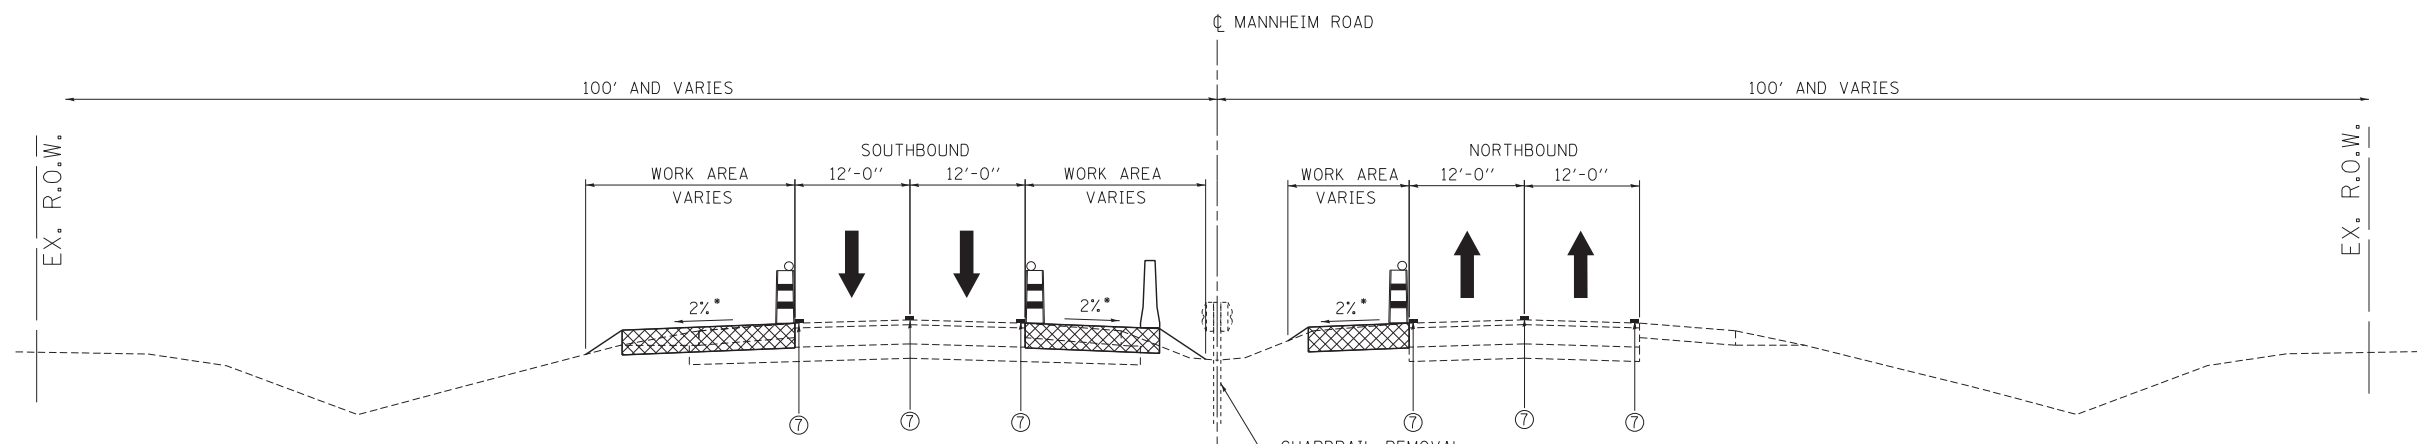 ℄ MANNHEIM ROAD
100' AND VARIES
100' AND VARIES
EX. R.O.W.
EX. R.O.W.
SOUTHBOUND
NORTHBOUND
WORK AREA
VARIES
12'-0"
12'-0"
WORK AREA
VARIES
WORK AREA
VARIES
12'-0"
12'-0"
2%*
2%*
2%*
7
7
7
7
7
7
GUARDRAIL REMOVAL